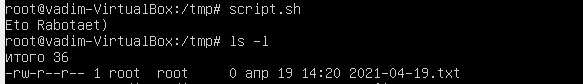 root@vadim-VirtualBox:/tmp# script.sh
Eto Rabotaet)
root@vadim-VirtualBox:/tmp# ls -l
итого 36
-rw-r--r-- 1 root  root      0 апр 19 14:20 2021-04-19.txt